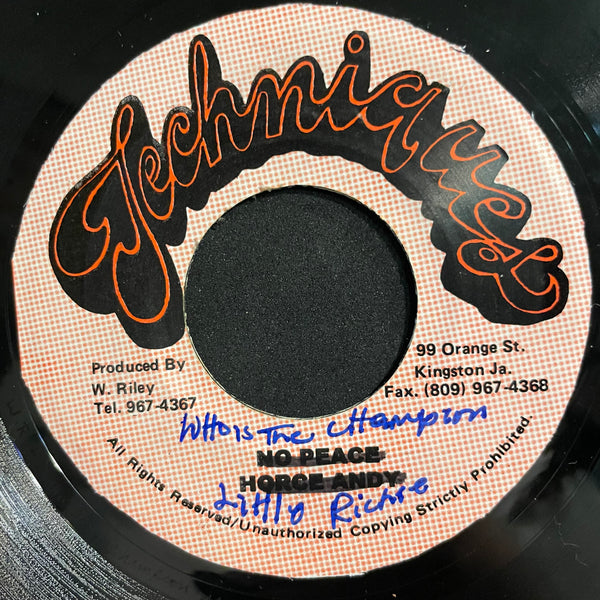 Techniques
Produced By
W. Riley
Tel. 967-4367
99 Orange St.
Kingston Ja.
Fax. (809) 967-4368
WHO is The champion
NO PEACE
HORCE ANDY
Little Richie
All Rights Reserved/Unauthorized Copying Strictly Prohibited.